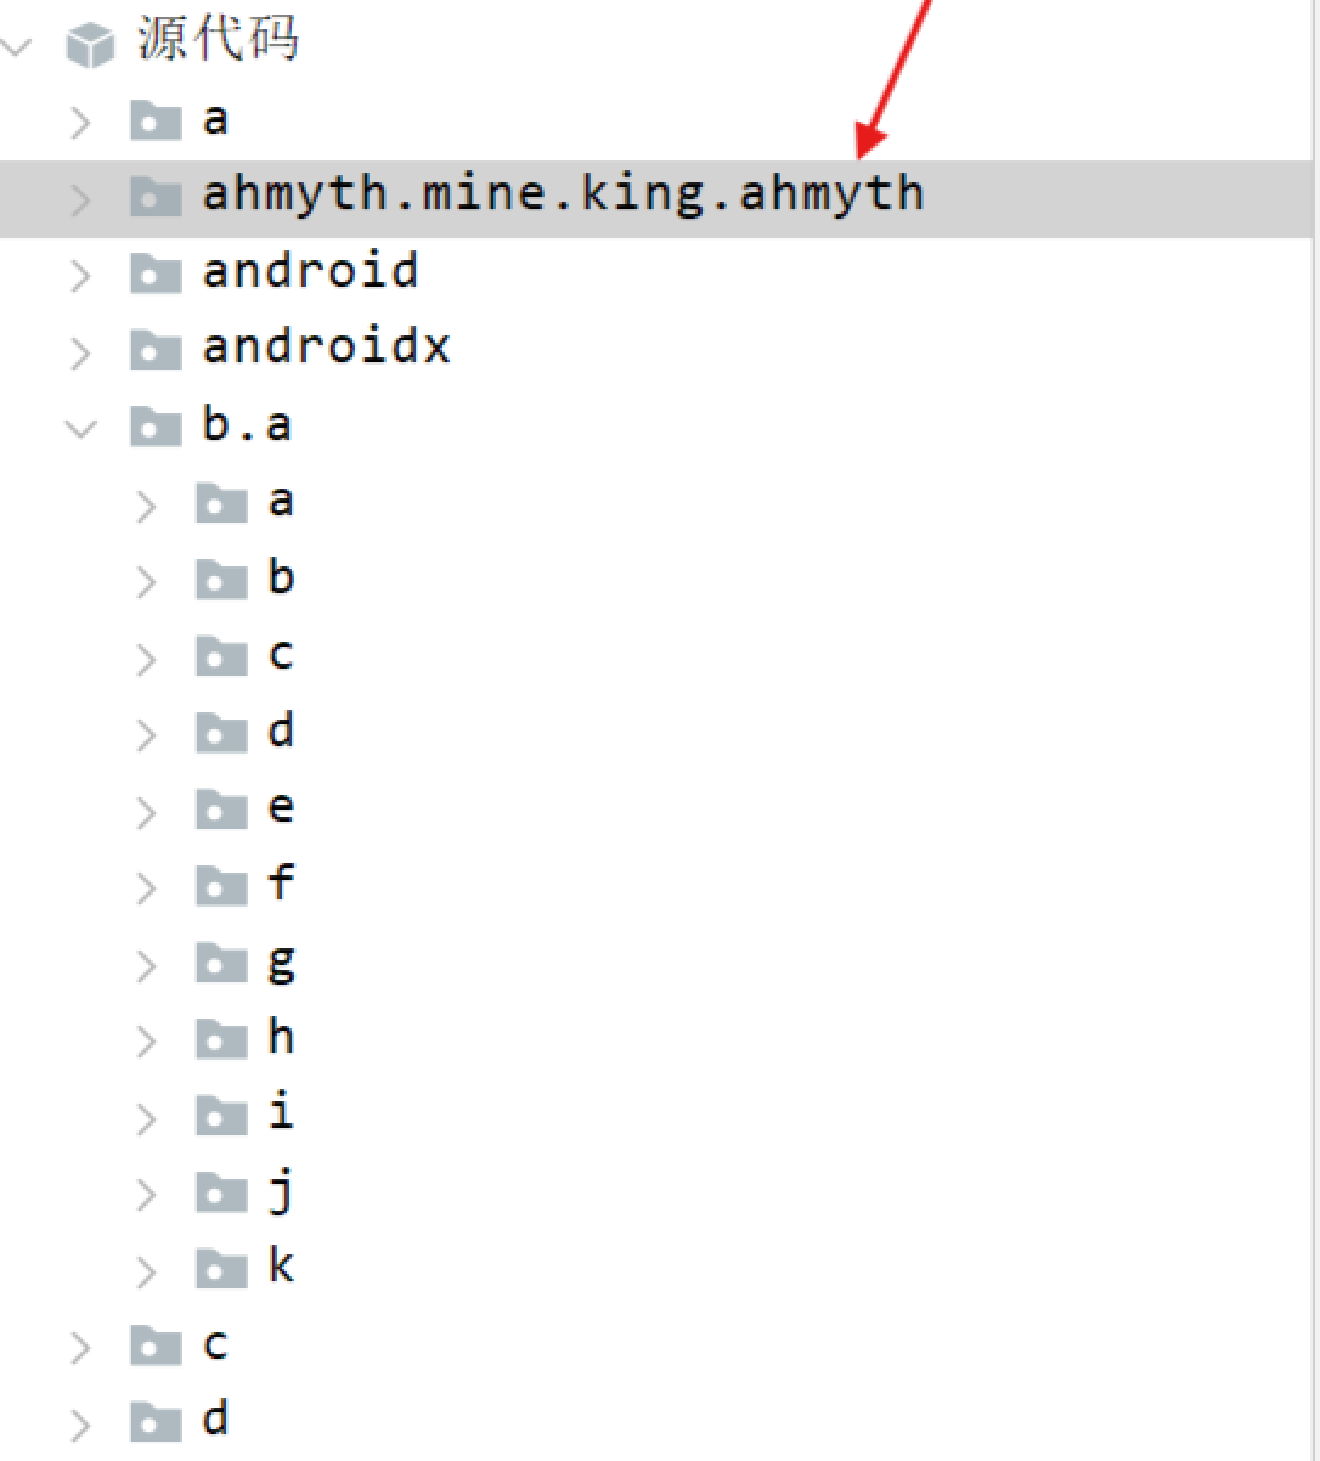 源代码
a
ahmyth.mine.king.ahmyth
android
androidx
b.a
a
b
c
d
e
f
g
h
i
j
k
c
d